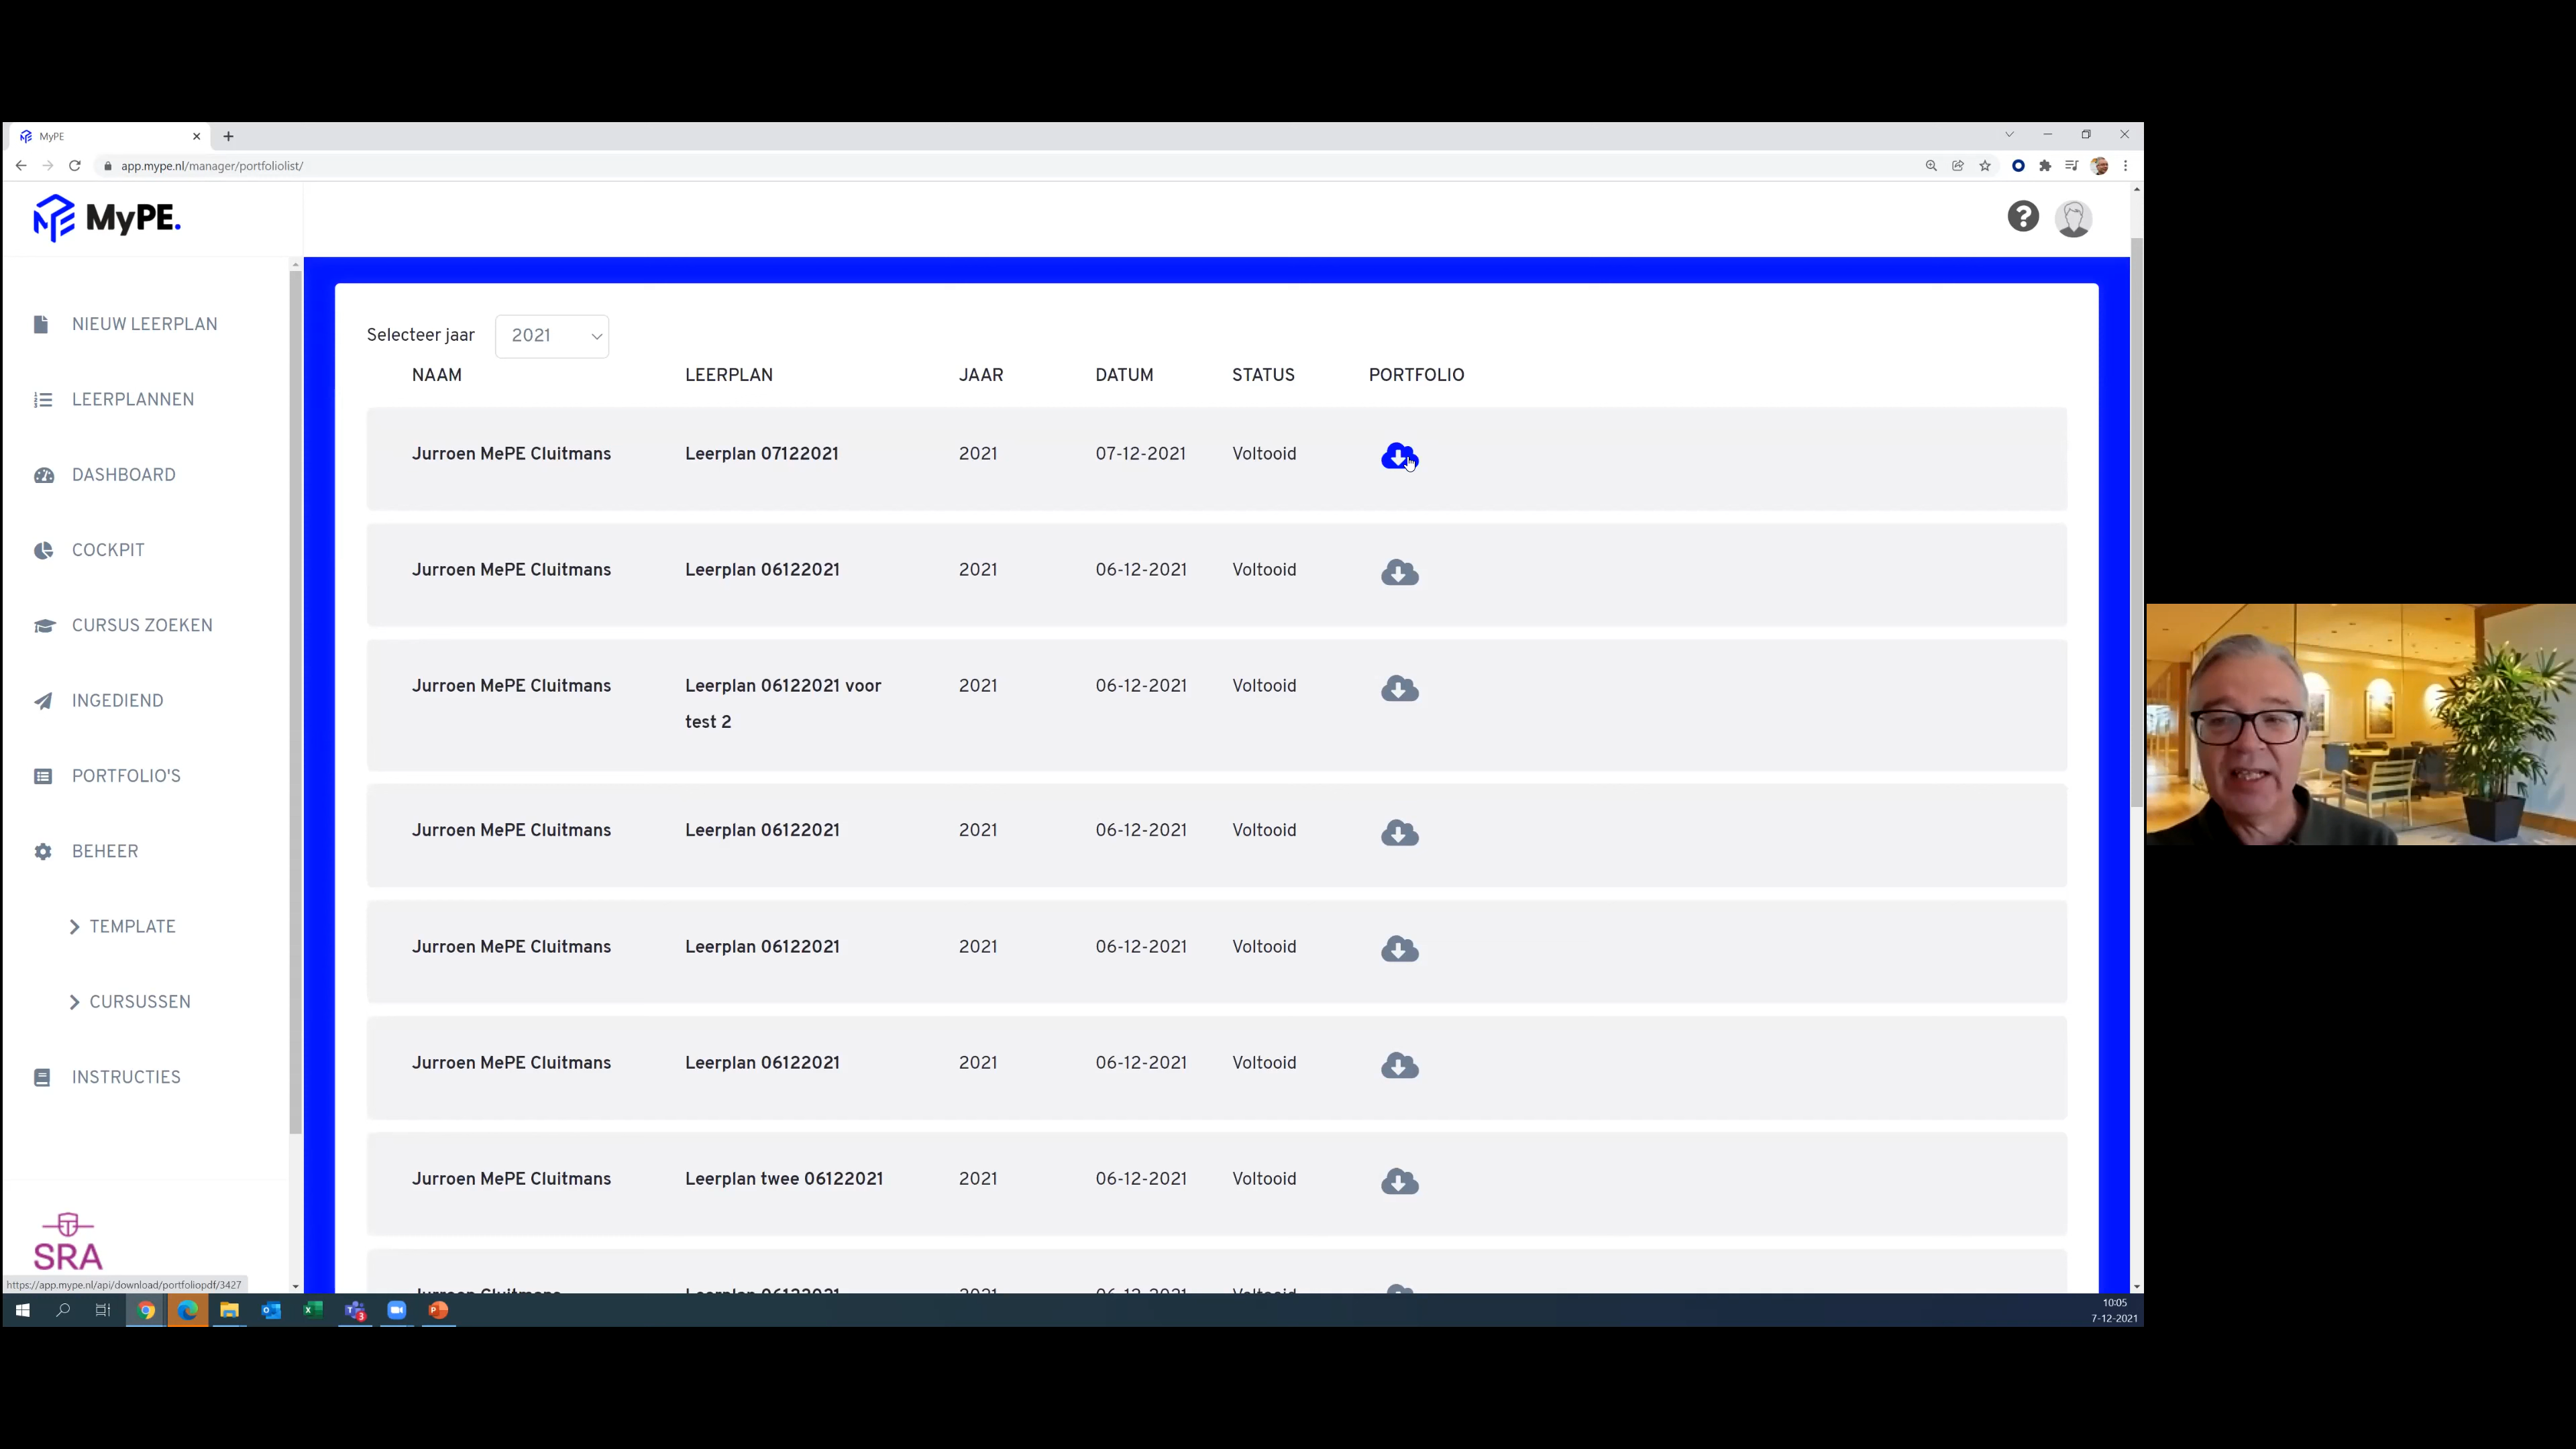 MyPE
app.mype.nl/manager/portfoliolist/
MyPE.
NIEUW LEERPLAN
LEERPLANNEN
DASHBOARD
COCKPIT
CURSUS ZOEKEN
INGEDIEND
PORTFOLIO'S
BEHEER
TEMPLATE
CURSUSSEN
INSTRUCTIES
SRA
https://app.mype.nl/api/download/portfoliopdf/3427
Selecteer jaar 2021
NAAM LEERPLAN JAAR DATUM STATUS PORTFOLIO
Jurroen MePE Cluitmans Leerplan 07122021 2021 07-12-2021 Voltooid
Jurroen MePE Cluitmans Leerplan 06122021 2021 06-12-2021 Voltooid
Jurroen MePE Cluitmans Leerplan 06122021 voor 2021 06-12-2021 Voltooid
test 2
Jurroen MePE Cluitmans Leerplan 06122021 2021 06-12-2021 Voltooid
Jurroen MePE Cluitmans Leerplan 06122021 2021 06-12-2021 Voltooid
Jurroen MePE Cluitmans Leerplan 06122021 2021 06-12-2021 Voltooid
Jurroen MePE Cluitmans Leerplan twee 06122021 2021 06-12-2021 Voltooid
10:05
7-12-2021